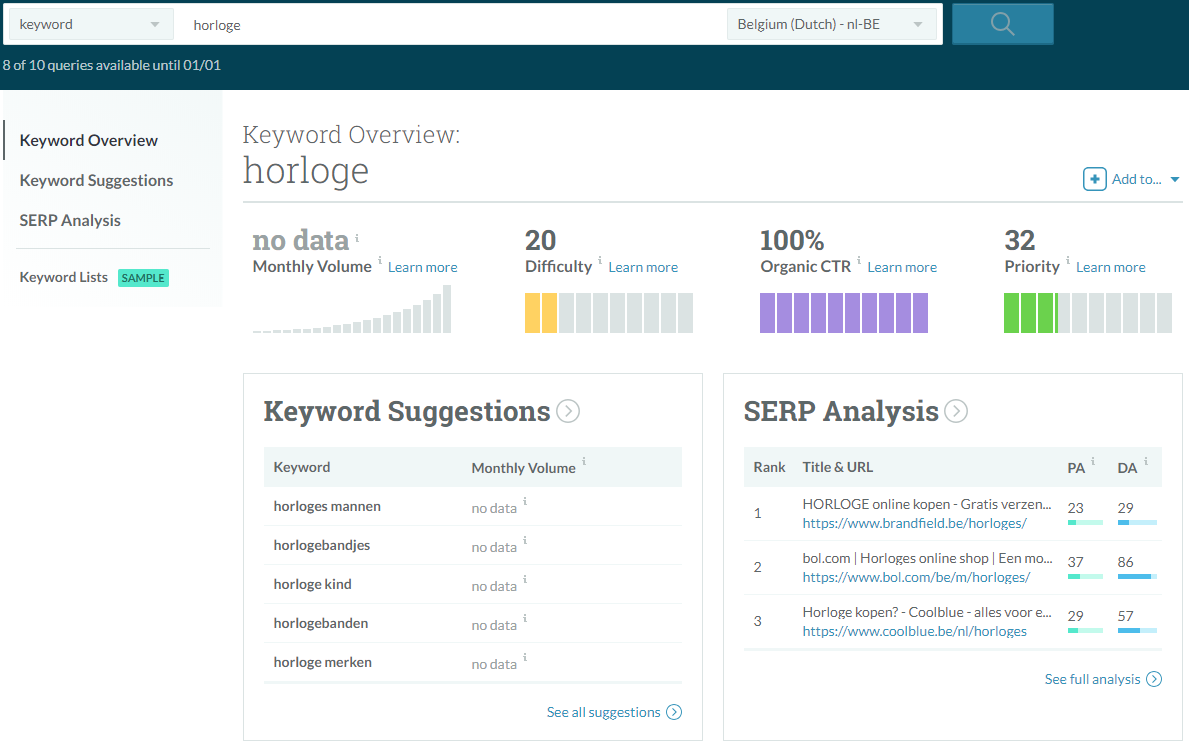 keyword
horloge
Belgium (Dutch) - nl-BE
8 of 10 queries available until 01/01
Keyword Overview
Keyword Suggestions
SERP Analysis
Keyword Lists SAMPLE
Keyword Overview:
horloge
Add to...
no data i
Monthly Volume i Learn more
20
Difficulty i Learn more
100%
Organic CTR i Learn more
32
Priority i Learn more
Keyword Suggestions
Keyword Monthly Volume i
horloges mannen no data i
horlogebandjes no data i
horloge kind no data i
horlogebanden no data i
horloge merken no data i
See all suggestions
SERP Analysis
Rank Title & URL PA i DA i
1 HORLOGE online kopen - Gratis verzen... 23 29
https://www.brandfield.be/horloges/
2 bol.com | Horloges online shop | Een mo... 37 86
https://www.bol.com/be/m/horloges/
3 Horloge kopen? - Coolblue - alles voor e... 29 57
https://www.coolblue.be/nl/horloges
See full analysis